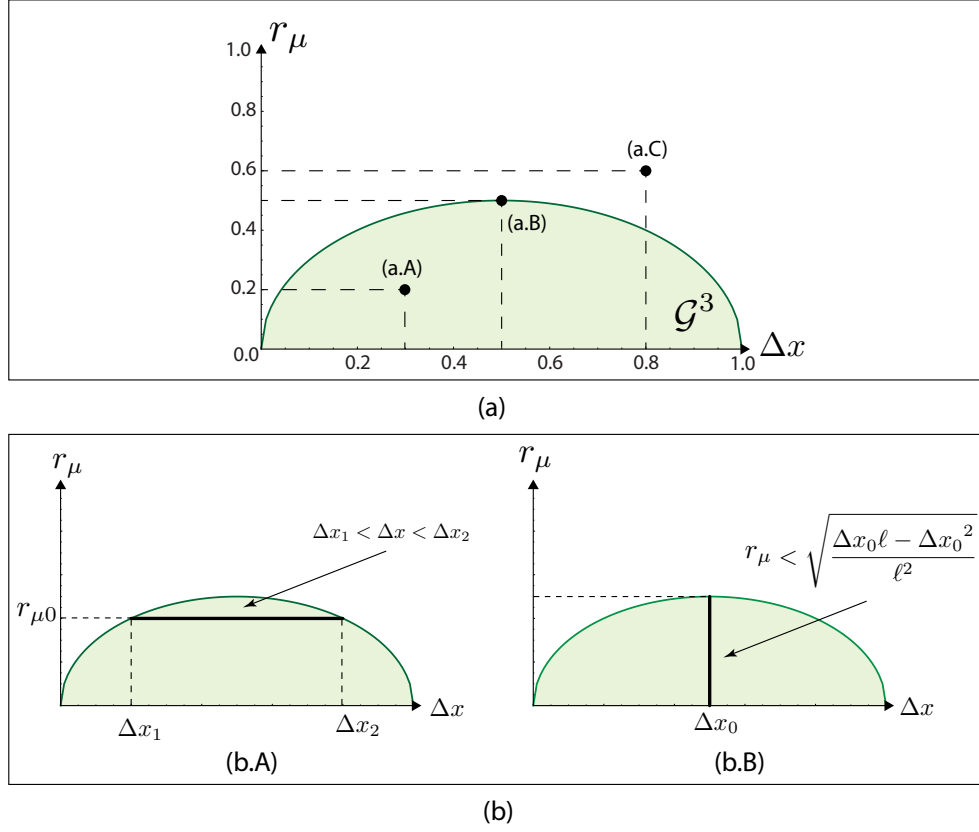 r_μ
1.0
0.8
0.6
0.4
0.2
0.0
(a.C)
(a.B)
(a.A)
𝒢³
0.2 0.4 0.6 0.8 1.0
Δx
(a)
r_μ
Δx₁ < Δx < Δx₂
r_μ0
Δx₁ Δx₂ Δx
(b.A)
r_μ
r_μ < √((Δx₀ℓ − Δx₀²)/ℓ²)
Δx₀ Δx
(b.B)
(b)